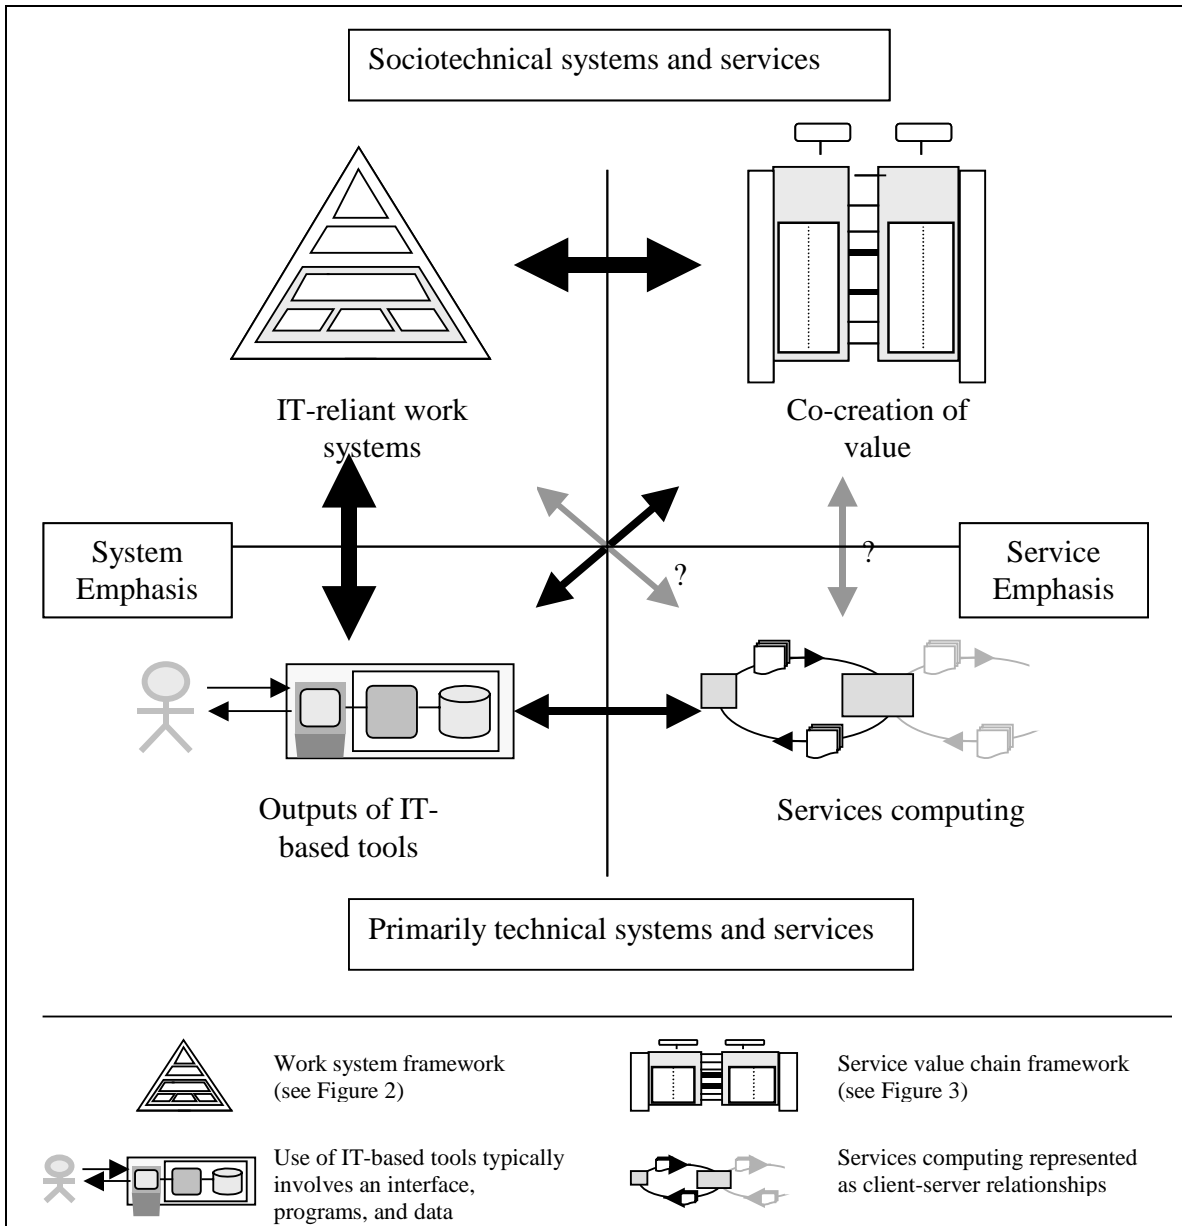 Sociotechnical systems and services
IT-reliant work
systems
Co-creation of
value
System
Emphasis
?
?
Service
Emphasis
Outputs of IT-
based tools
Services computing
Primarily technical systems and services
Work system framework
(see Figure 2)
Service value chain framework
(see Figure 3)
Use of IT-based tools typically
involves an interface,
programs, and data
Services computing represented
as client-server relationships